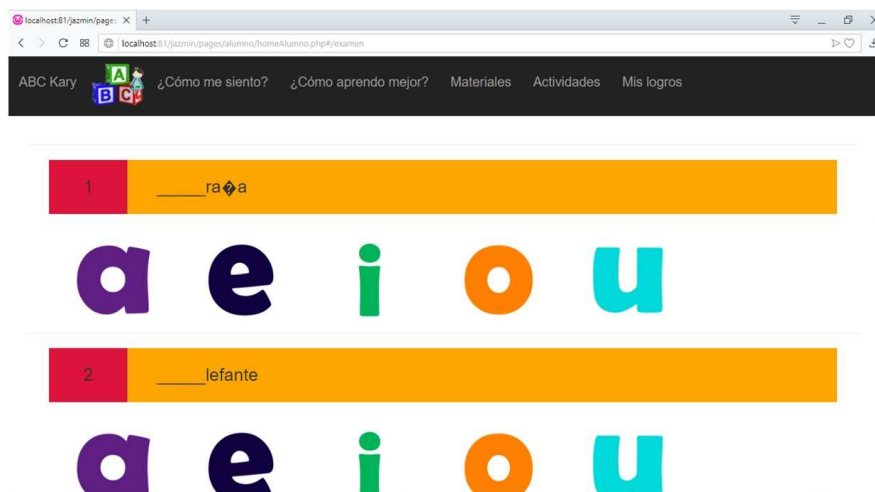 localhost:81/jazmin/page: × +
localhost:81/jazmin/pages/alumno/homeAlumno.php#/examen
ABC Kary A B C ¿Cómo me siento? ¿Cómo aprendo mejor? Materiales Actividades Mis logros
1 _____ra�a
a e i o u
2 _____lefante
a e i o u